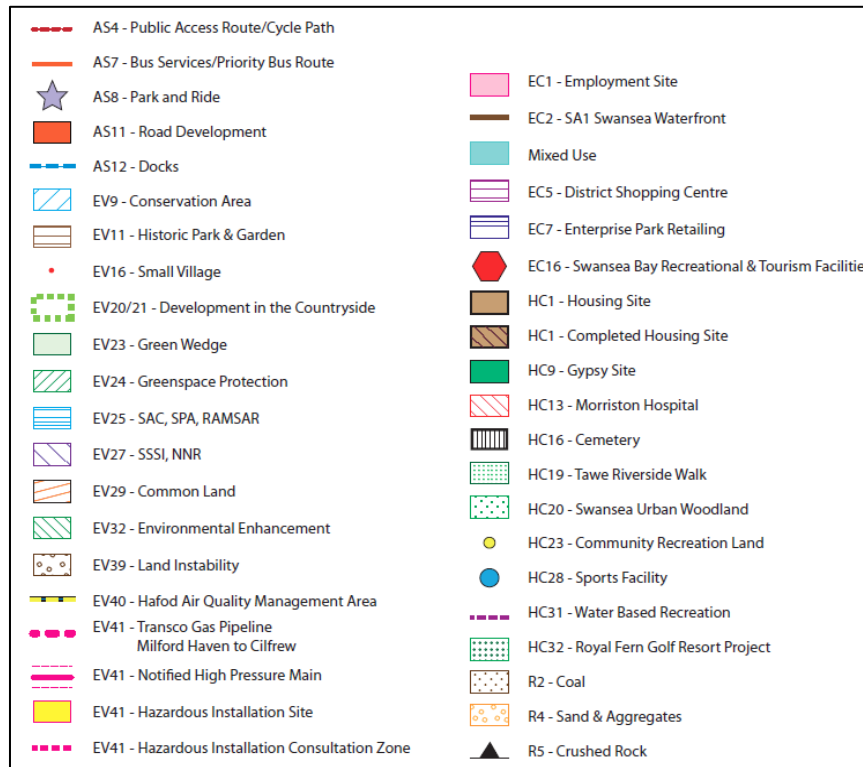 AS4 - Public Access Route/Cycle Path
AS7 - Bus Services/Priority Bus Route
AS8 - Park and Ride
AS11 - Road Development
AS12 - Docks
EV9 - Conservation Area
EV11 - Historic Park & Garden
EV16 - Small Village
EV20/21 - Development in the Countryside
EV23 - Green Wedge
EV24 - Greenspace Protection
EV25 - SAC, SPA, RAMSAR
EV27 - SSSI, NNR
EV29 - Common Land
EV32 - Environmental Enhancement
EV39 - Land Instability
EV40 - Hafod Air Quality Management Area
EV41 - Transco Gas Pipeline
Milford Haven to Cilfrew
EV41 - Notified High Pressure Main
EV41 - Hazardous Installation Site
EV41 - Hazardous Installation Consultation Zone
EC1 - Employment Site
EC2 - SA1 Swansea Waterfront
Mixed Use
EC5 - District Shopping Centre
EC7 - Enterprise Park Retailing
EC16 - Swansea Bay Recreational & Tourism Facilitie
HC1 - Housing Site
HC1 - Completed Housing Site
HC9 - Gypsy Site
HC13 - Morriston Hospital
HC16 - Cemetery
HC19 - Tawe Riverside Walk
HC20 - Swansea Urban Woodland
HC23 - Community Recreation Land
HC28 - Sports Facility
HC31 - Water Based Recreation
HC32 - Royal Fern Golf Resort Project
R2 - Coal
R4 - Sand & Aggregates
R5 - Crushed Rock